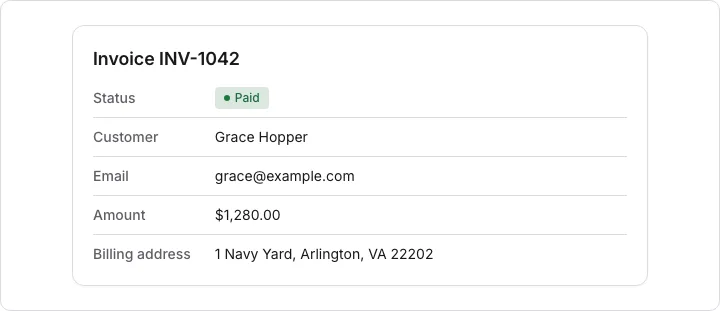 Invoice INV-1042
Status Paid
Customer Grace Hopper
Email grace@example.com
Amount $1,280.00
Billing address 1 Navy Yard, Arlington, VA 22202